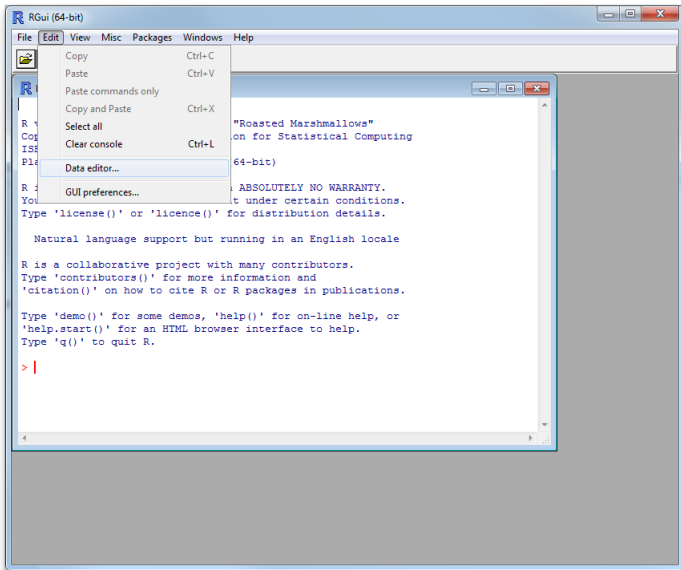 RGui (64-bit)
File Edit View Misc Packages Windows Help
Copy Ctrl+C
Paste Ctrl+V
Paste commands only
Copy and Paste Ctrl+X
Select all
Clear console Ctrl+L
Data editor...
GUI preferences...
R "Roasted Marshmallows"
Cop on for Statistical Computing
ISB
Pla 64-bit)
R i ABSOLUTELY NO WARRANTY.
You t under certain conditions.
Type 'license()' or 'licence()' for distribution details.
Natural language support but running in an English locale
R is a collaborative project with many contributors.
Type 'contributors()' for more information and
'citation()' on how to cite R or R packages in publications.
Type 'demo()' for some demos, 'help()' for on-line help, or
'help.start()' for an HTML browser interface to help.
Type 'q()' to quit R.
>